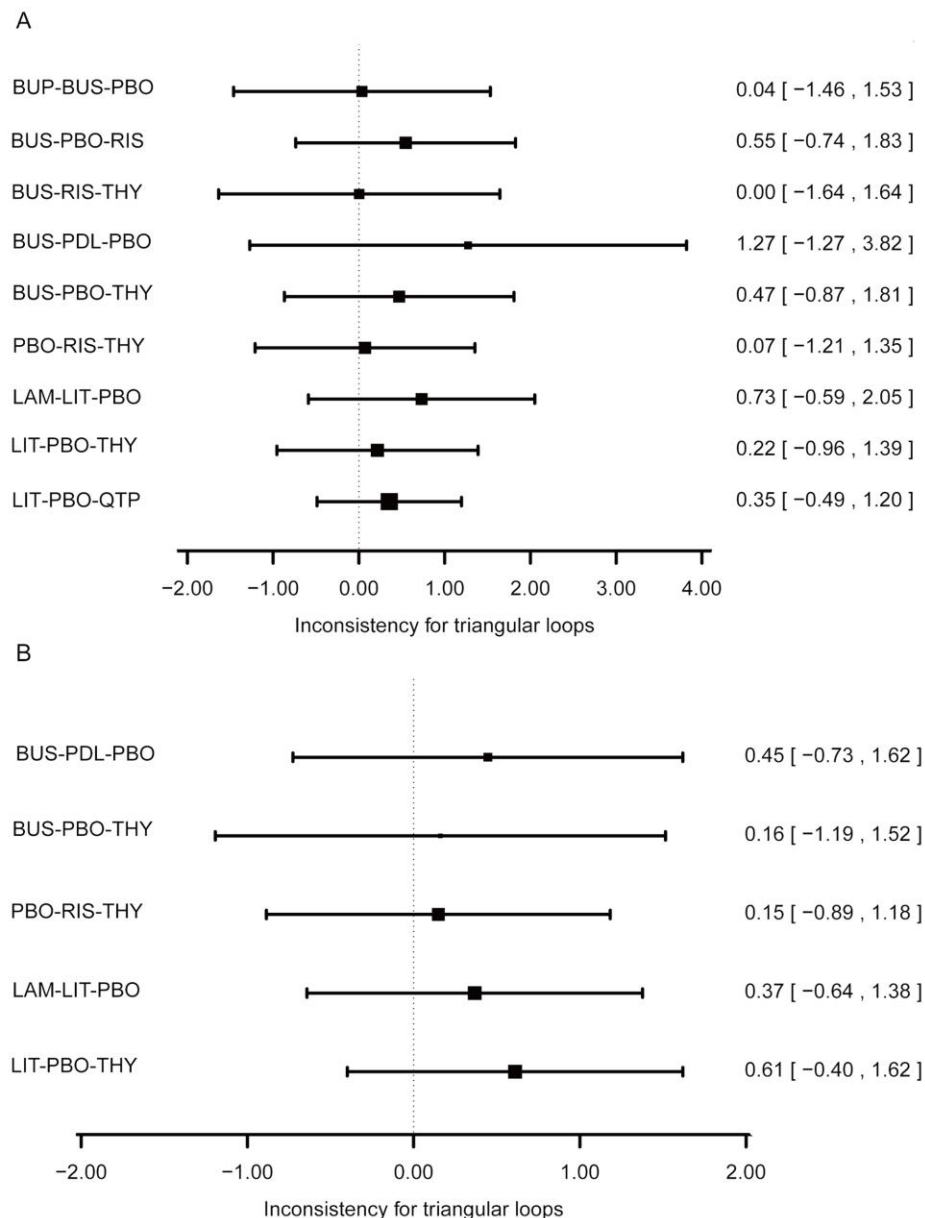 A
BUP-BUS-PBO 0.04 [ −1.46 , 1.53 ]
BUS-PBO-RIS 0.55 [ −0.74 , 1.83 ]
BUS-RIS-THY 0.00 [ −1.64 , 1.64 ]
BUS-PDL-PBO 1.27 [ −1.27 , 3.82 ]
BUS-PBO-THY 0.47 [ −0.87 , 1.81 ]
PBO-RIS-THY 0.07 [ −1.21 , 1.35 ]
LAM-LIT-PBO 0.73 [ −0.59 , 2.05 ]
LIT-PBO-THY 0.22 [ −0.96 , 1.39 ]
LIT-PBO-QTP 0.35 [ −0.49 , 1.20 ]
−2.00 −1.00 0.00 1.00 2.00 3.00 4.00
Inconsistency for triangular loops
B
BUS-PDL-PBO 0.45 [ −0.73 , 1.62 ]
BUS-PBO-THY 0.16 [ −1.19 , 1.52 ]
PBO-RIS-THY 0.15 [ −0.89 , 1.18 ]
LAM-LIT-PBO 0.37 [ −0.64 , 1.38 ]
LIT-PBO-THY 0.61 [ −0.40 , 1.62 ]
−2.00 −1.00 0.00 1.00 2.00
Inconsistency for triangular loops